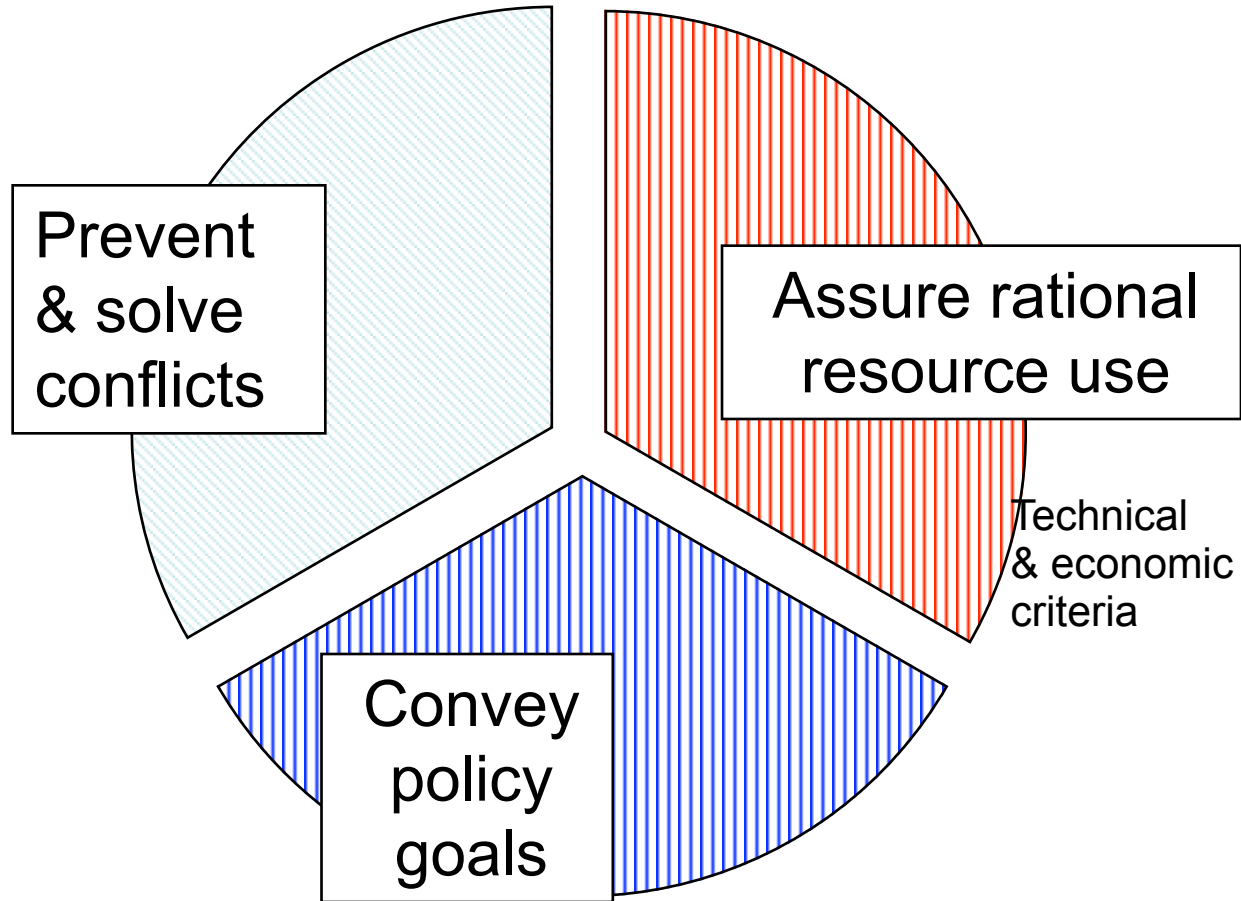 Prevent
& solve
conflicts
Assure rational
resource use
Technical
& economic
criteria
Convey
policy
goals